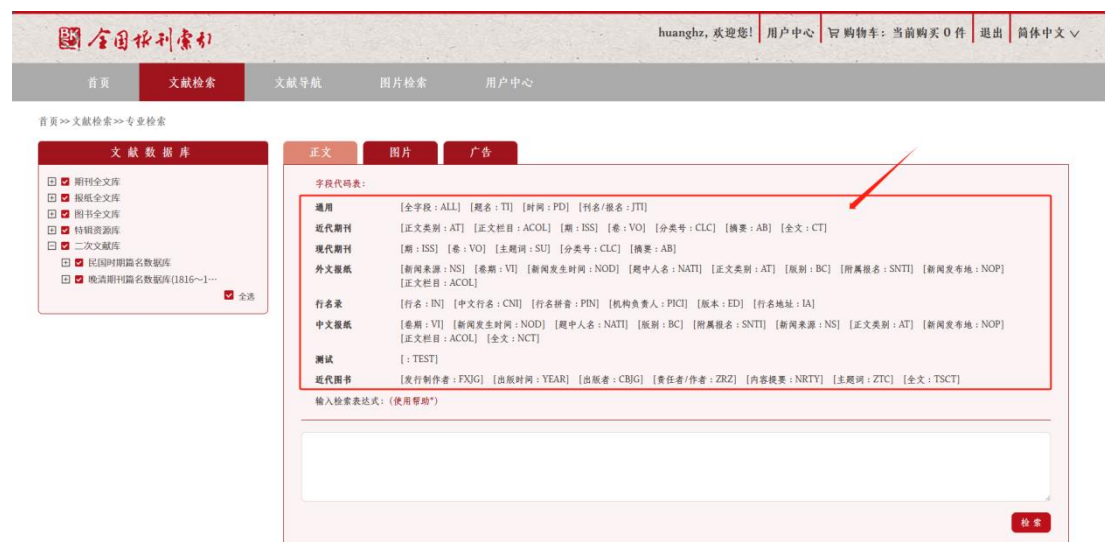 全国报刊索引
huanghz, 欢迎您! 用户中心 购物车: 当前购买 0 件 退出 简体中文
首页 文献检索 文献导航 图片检索 用户中心
首页>>文献检索>>专业检索
文献数据库
期刊全文库
报纸全文库
图书全文库
特辑资源库
二次文献库
民国时期篇名数据库
晚清期刊篇名数据库(1816～1…
全选
正文 图片 广告
字段代码表:
通用 [全字段:ALL] [题名:TI] [时间:PD] [刊名/报名:JTI]
近代期刊 [正文类别:AT] [正文栏目:ACOL] [期:ISS] [卷:VO] [分类号:CLC] [摘要:AB] [全文:CT]
现代期刊 [期:ISS] [卷:VO] [主题词:SU] [分类号:CLC] [摘要:AB]
外文报纸 [新闻来源:NS] [卷期:VI] [新闻发生时间:NOD] [题中人名:NATI] [正文类别:AT] [版别:BC] [附属报名:SNTI] [新闻发布地:NOP]
[正文栏目:ACOL]
行名录 [行名:IN] [中文行名:CNI] [行名拼音:PIN] [机构负责人:PICI] [版本:ED] [行名地址:IA]
中文报纸 [卷期:VI] [新闻发生时间:NOD] [题中人名:NATI] [版别:BC] [附属报名:SNTI] [新闻来源:NS] [正文类别:AT] [新闻发布地:NOP]
[正文栏目:ACOL] [全文:NCT]
测试 [:TEST]
近代图书 [发行制作者:FXJG] [出版时间:YEAR] [出版者:CBJG] [责任者/作者:ZRZ] [内容提要:NRTY] [主题词:ZTC] [全文:TSCT]
输入检索表达式: (使用帮助*)
检索